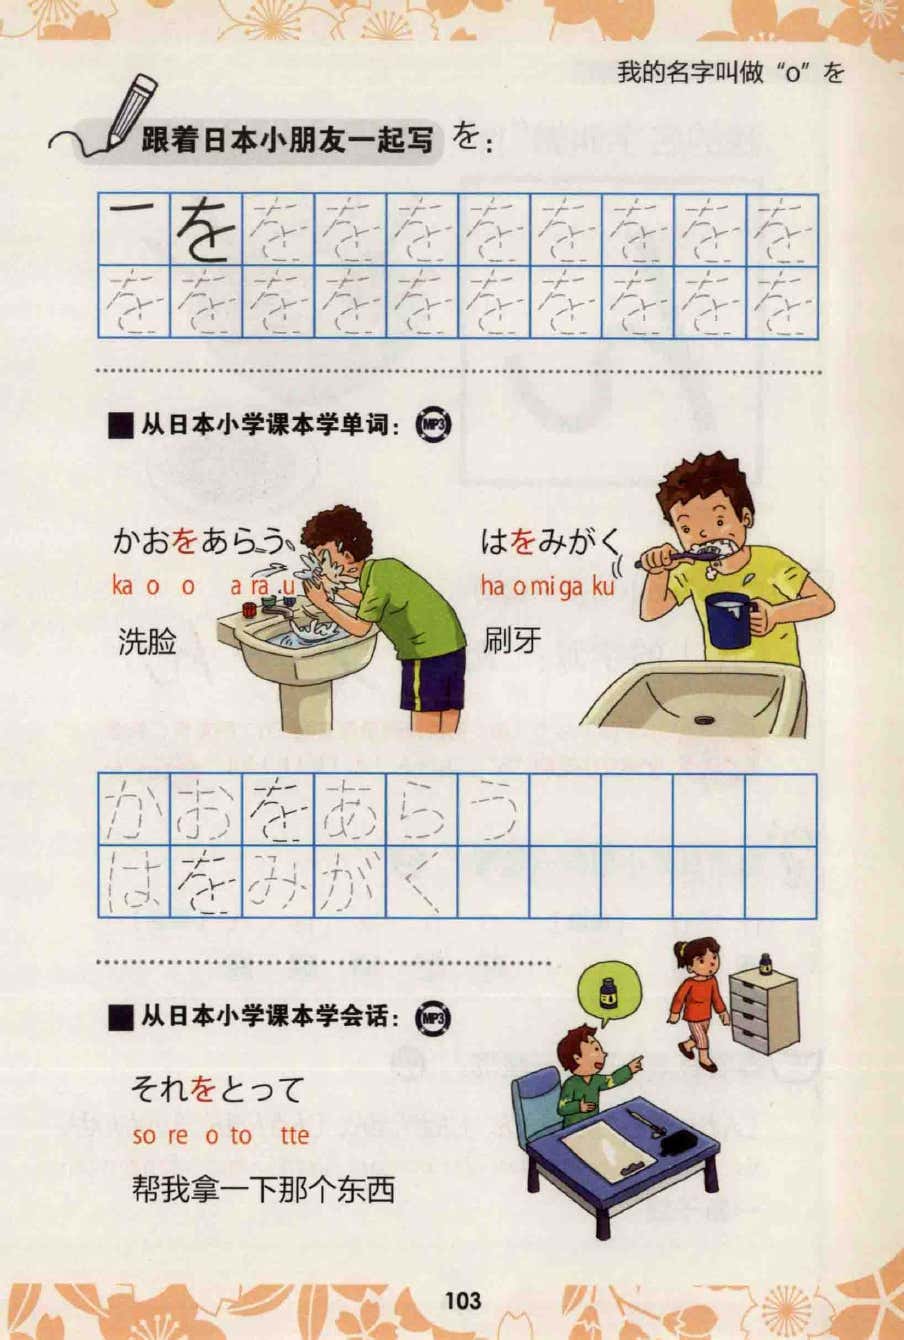 我的名字叫做“o”を
跟着日本小朋友一起写 を：
一 を を を を を を を を を
を を を を を を を を を を
从日本小学课本学单词： MP3
かおをあらう
ka o o a ra u
洗脸
はをみがく
ha o mi ga ku
刷牙
か お を あ ら う
は を み が く
从日本小学课本学会话： MP3
それをとって
so re o to tte
帮我拿一下那个东西
103